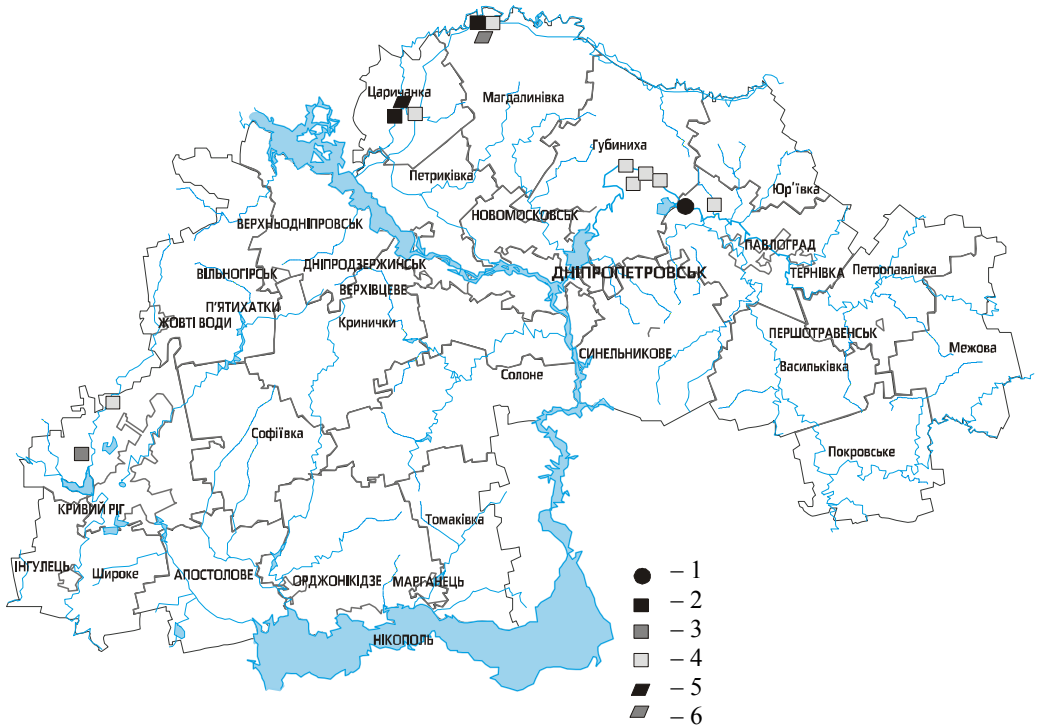 Царичанка
Магдалинівка
Губиниха
Петриківка
Юр'ївка
НОВОМОСКОВСЬК
ВЕРХНЬОДНІПРОВСЬК
ПАВЛОГРАД
ДНІПРОДЗЕРЖИНСЬК
ДНІПРОПЕТРОВСЬК
ТЕРНІВКА
Петропавлівка
ВІЛЬНОГІРСЬК
ВЕРХІВЦЕВЕ
П'ЯТИХАТКИ
ЖОВТІ ВОДИ
Кринички
ПЕРШОТРАВЕНСЬК
Межова
СИНЕЛЬНИКОВЕ
Васильківка
Солоне
Софіївка
Покровське
КРИВИЙ РІГ
Томаківка
ІНГУЛЕЦЬ
Широке
АПОСТОЛОВЕ
ОРДЖОНІКІДЗЕ
МАРГАНЕЦЬ
НІКОПОЛЬ
– 1
– 2
– 3
– 4
– 5
– 6